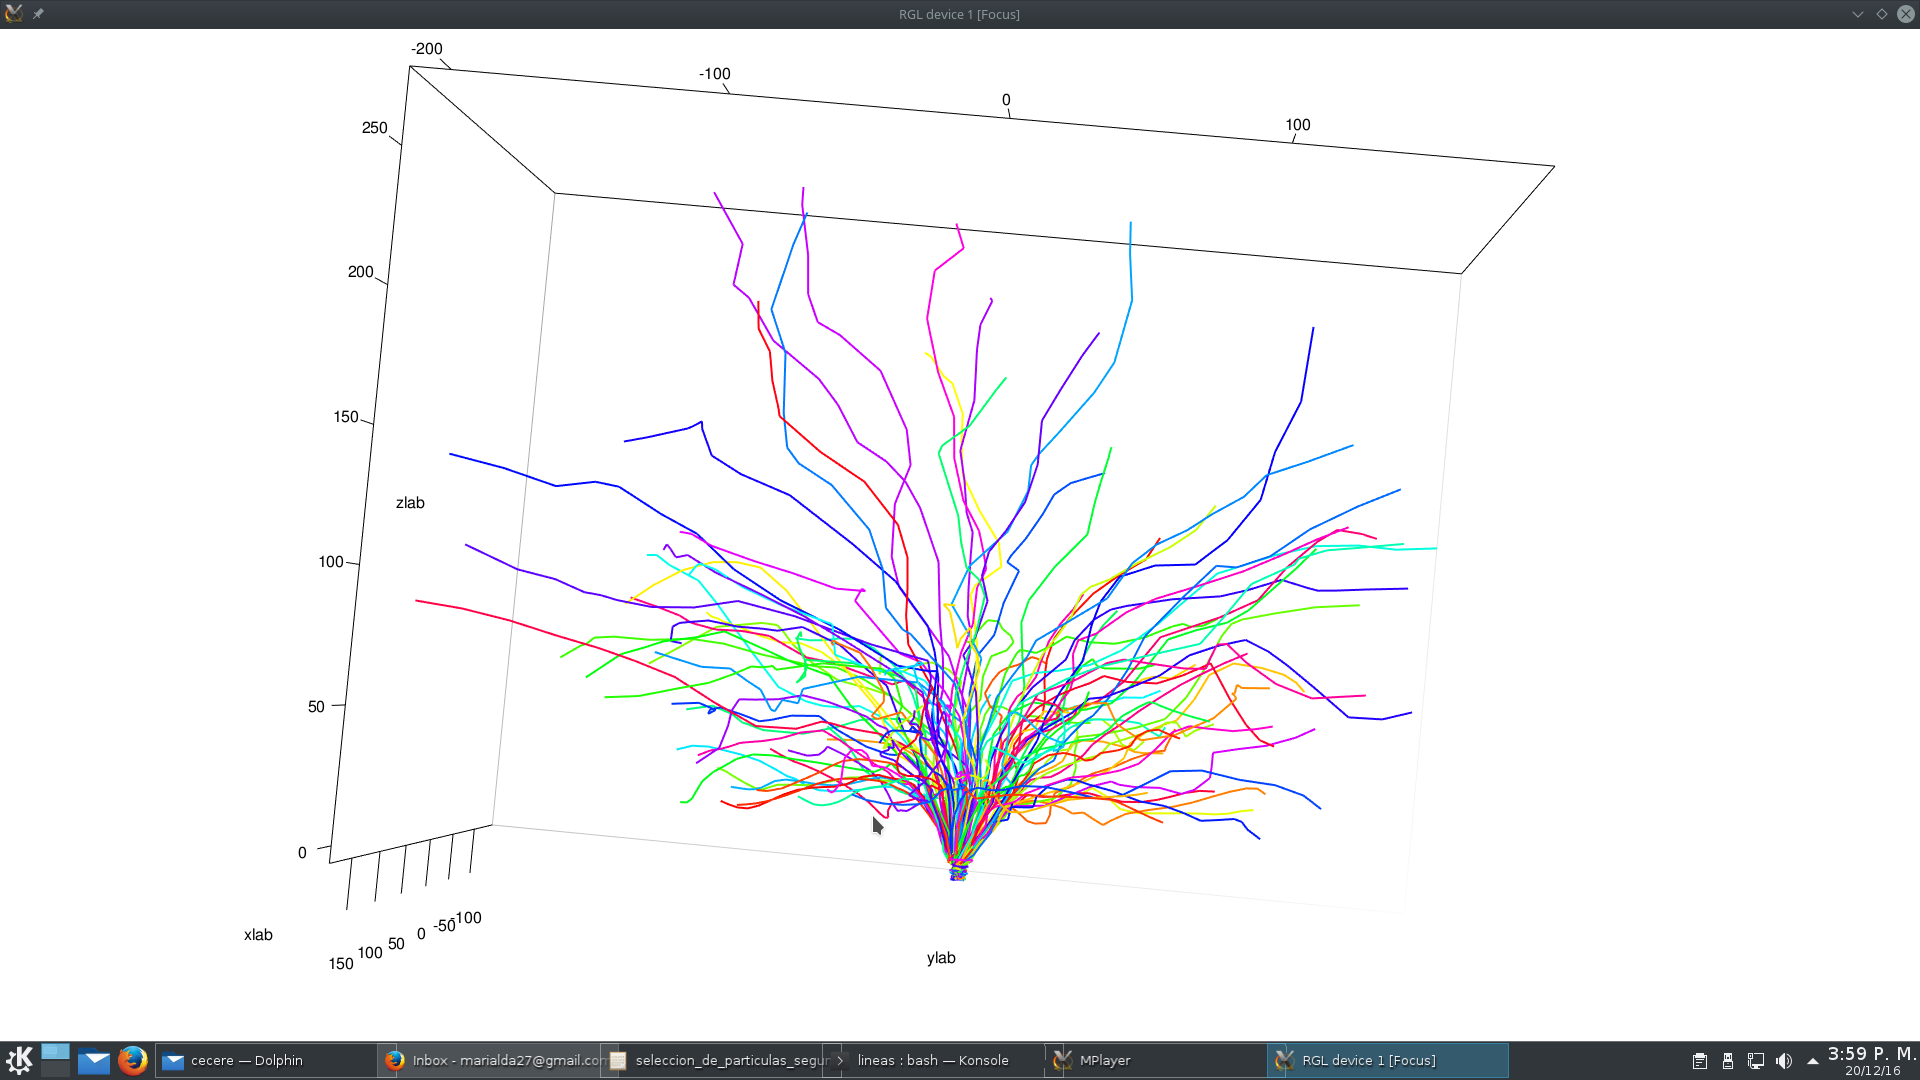 RGL device 1 [Focus]
-200
-100
0
100
250
200
150
100
50
0
zlab
xlab
150
100
50
0
-50
-100
ylab
cecere — Dolphin
Inbox - marialda27@gmail.com
seleccion_de_particulas_segur
lineas : bash — Konsole
MPlayer
RGL device 1 [Focus]
3:59 P. M.
20/12/16